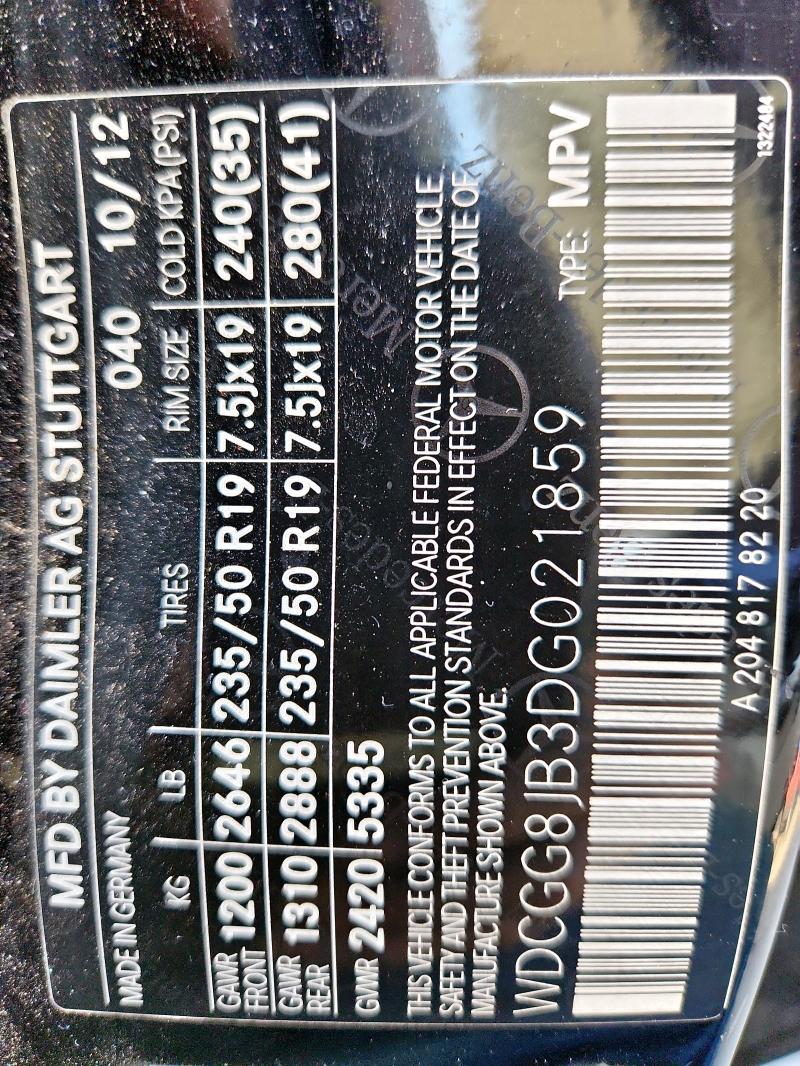 MFD BY DAIMLER AG STUTTGART
MADE IN GERMANY 040 10/12
KG LB TIRES RIM SIZE COLD KPA(PSI)
GAWR FRONT 1200 2646 235/50 R19 7.5Jx19 240(35)
GAWR REAR 1310 2888 235/50 R19 7.5Jx19 280(41)
GVWR 2420 5335
THIS VEHICLE CONFORMS TO ALL APPLICABLE FEDERAL MOTOR VEHICLE
SAFETY AND THEFT PREVENTION STANDARDS IN EFFECT ON THE DATE OF
MANUFACTURE SHOWN ABOVE.
WDCGG8JB3DG021859 TYPE: MPV
A 204 817 82 20
1322484
Mercedes-Benz